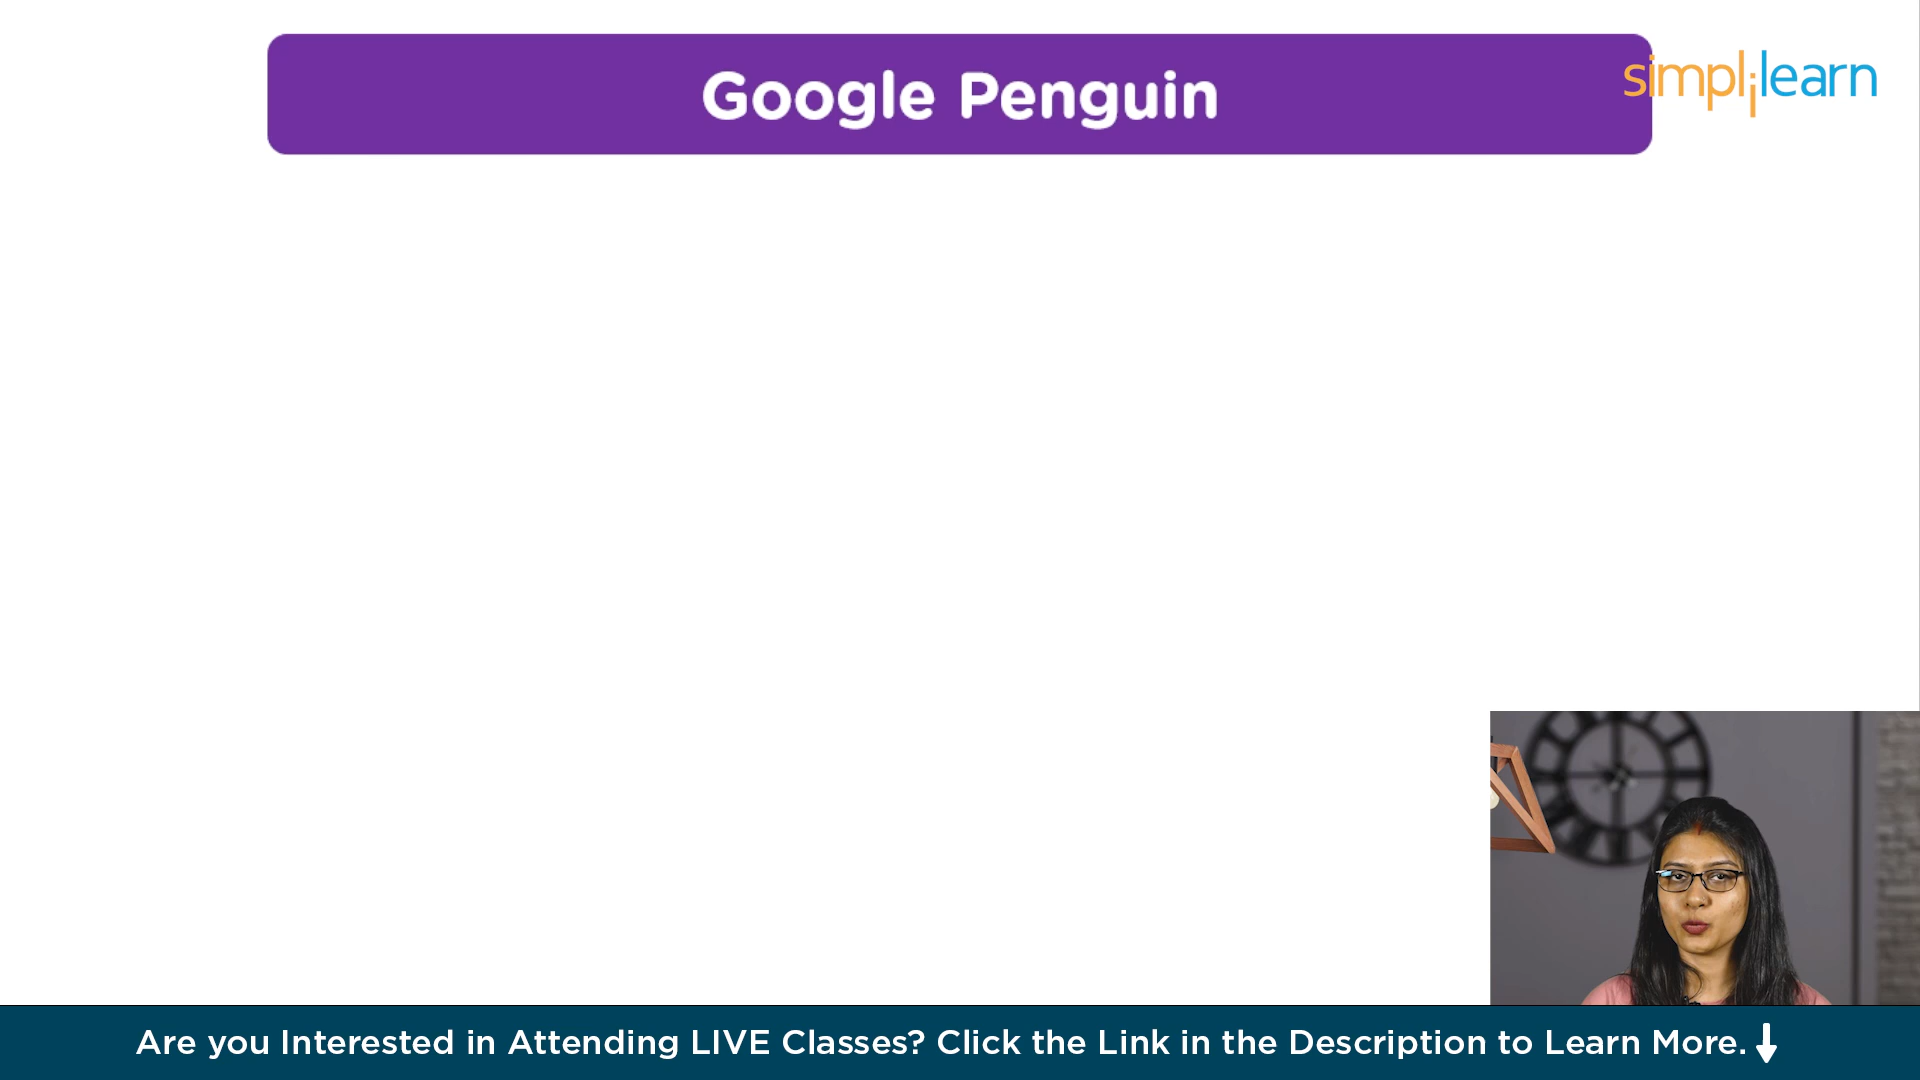 Google Penguin
simplilearn
Are you Interested in Attending LIVE Classes? Click the Link in the Description to Learn More.